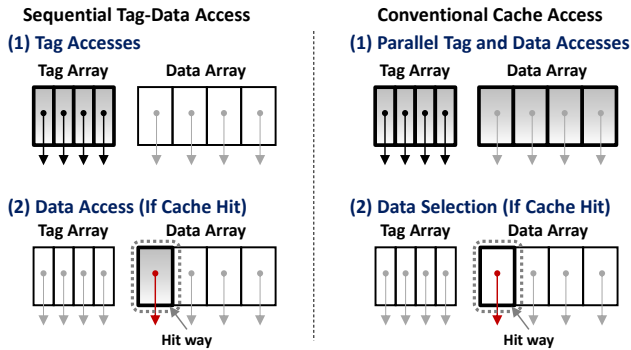 Sequential Tag-Data Access
(1) Tag Accesses
Tag Array Data Array
(2) Data Access (If Cache Hit)
Tag Array Data Array
Hit way
Conventional Cache Access
(1) Parallel Tag and Data Accesses
Tag Array Data Array
(2) Data Selection (If Cache Hit)
Tag Array Data Array
Hit way